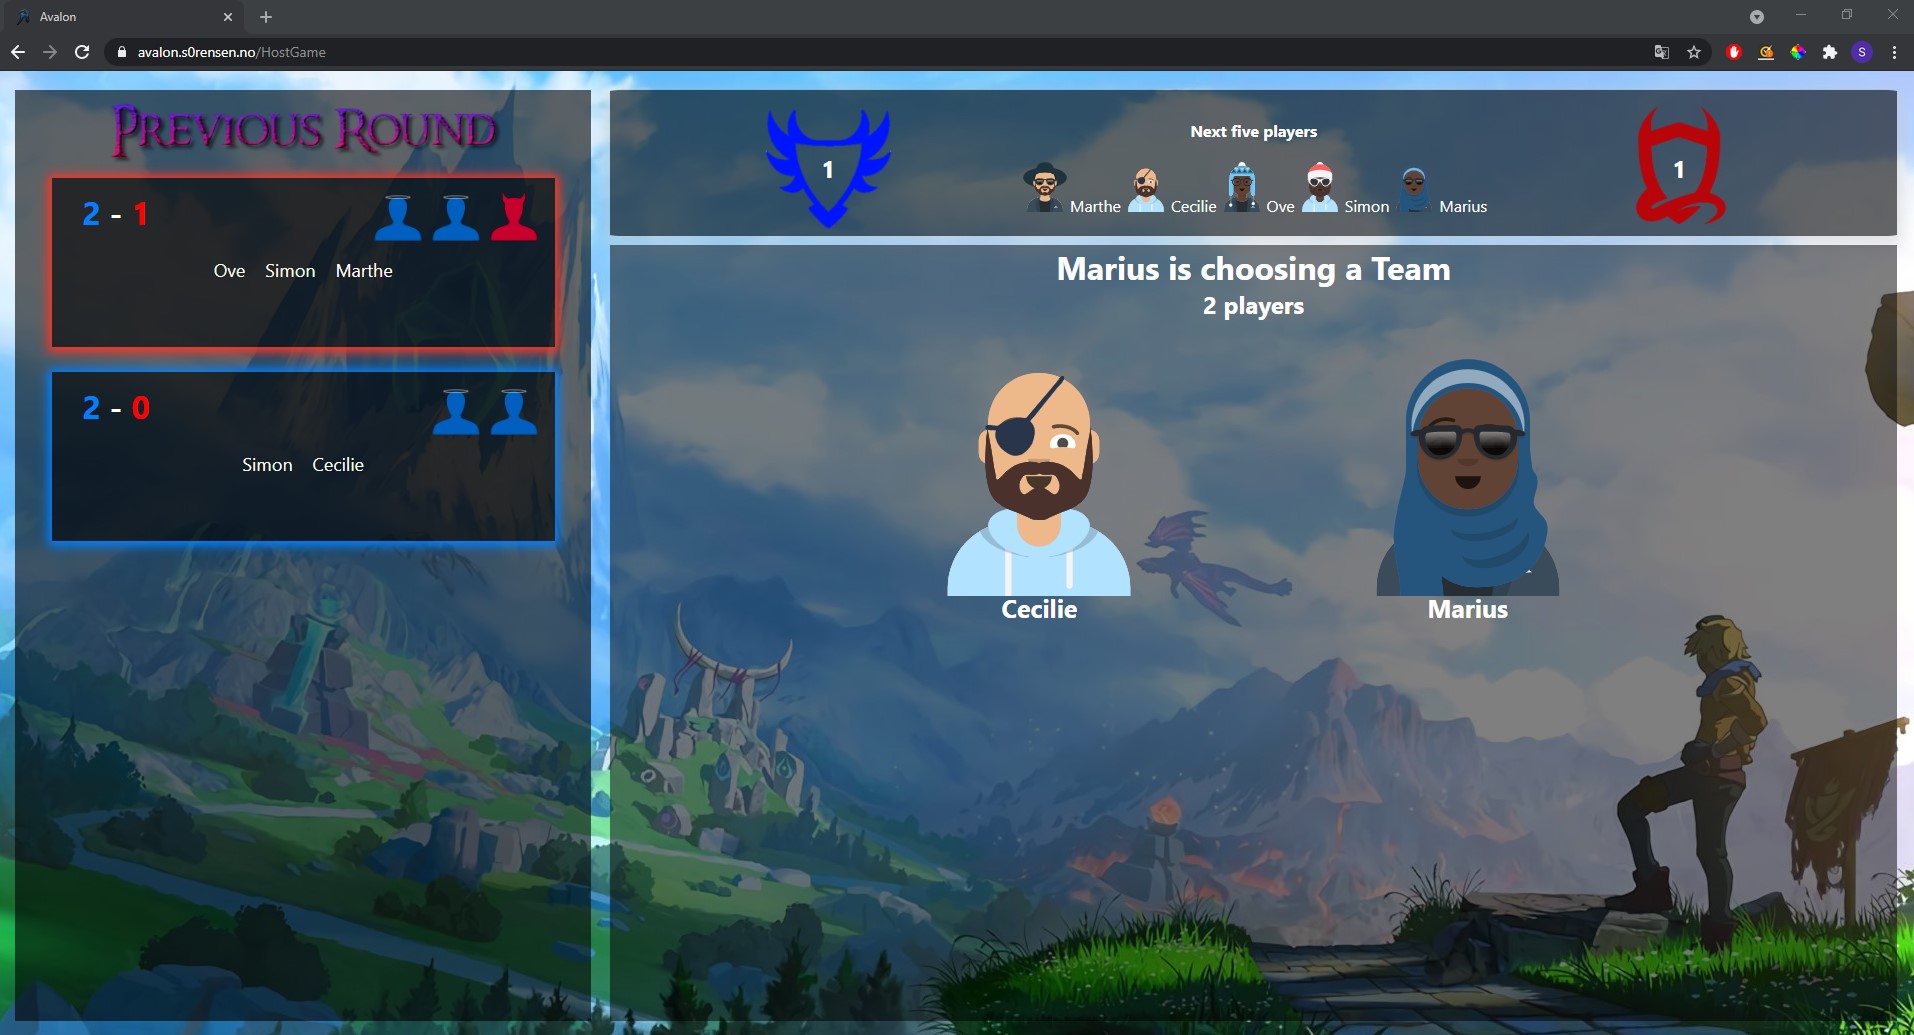 Avalon
avalon.s0rensen.no/HostGame
S
Previous Round
2 - 1
Ove Simon Marthe
2 - 0
Simon Cecilie
1
Next five players
Marthe Cecilie Ove Simon Marius
1
Marius is choosing a Team
2 players
Cecilie
Marius